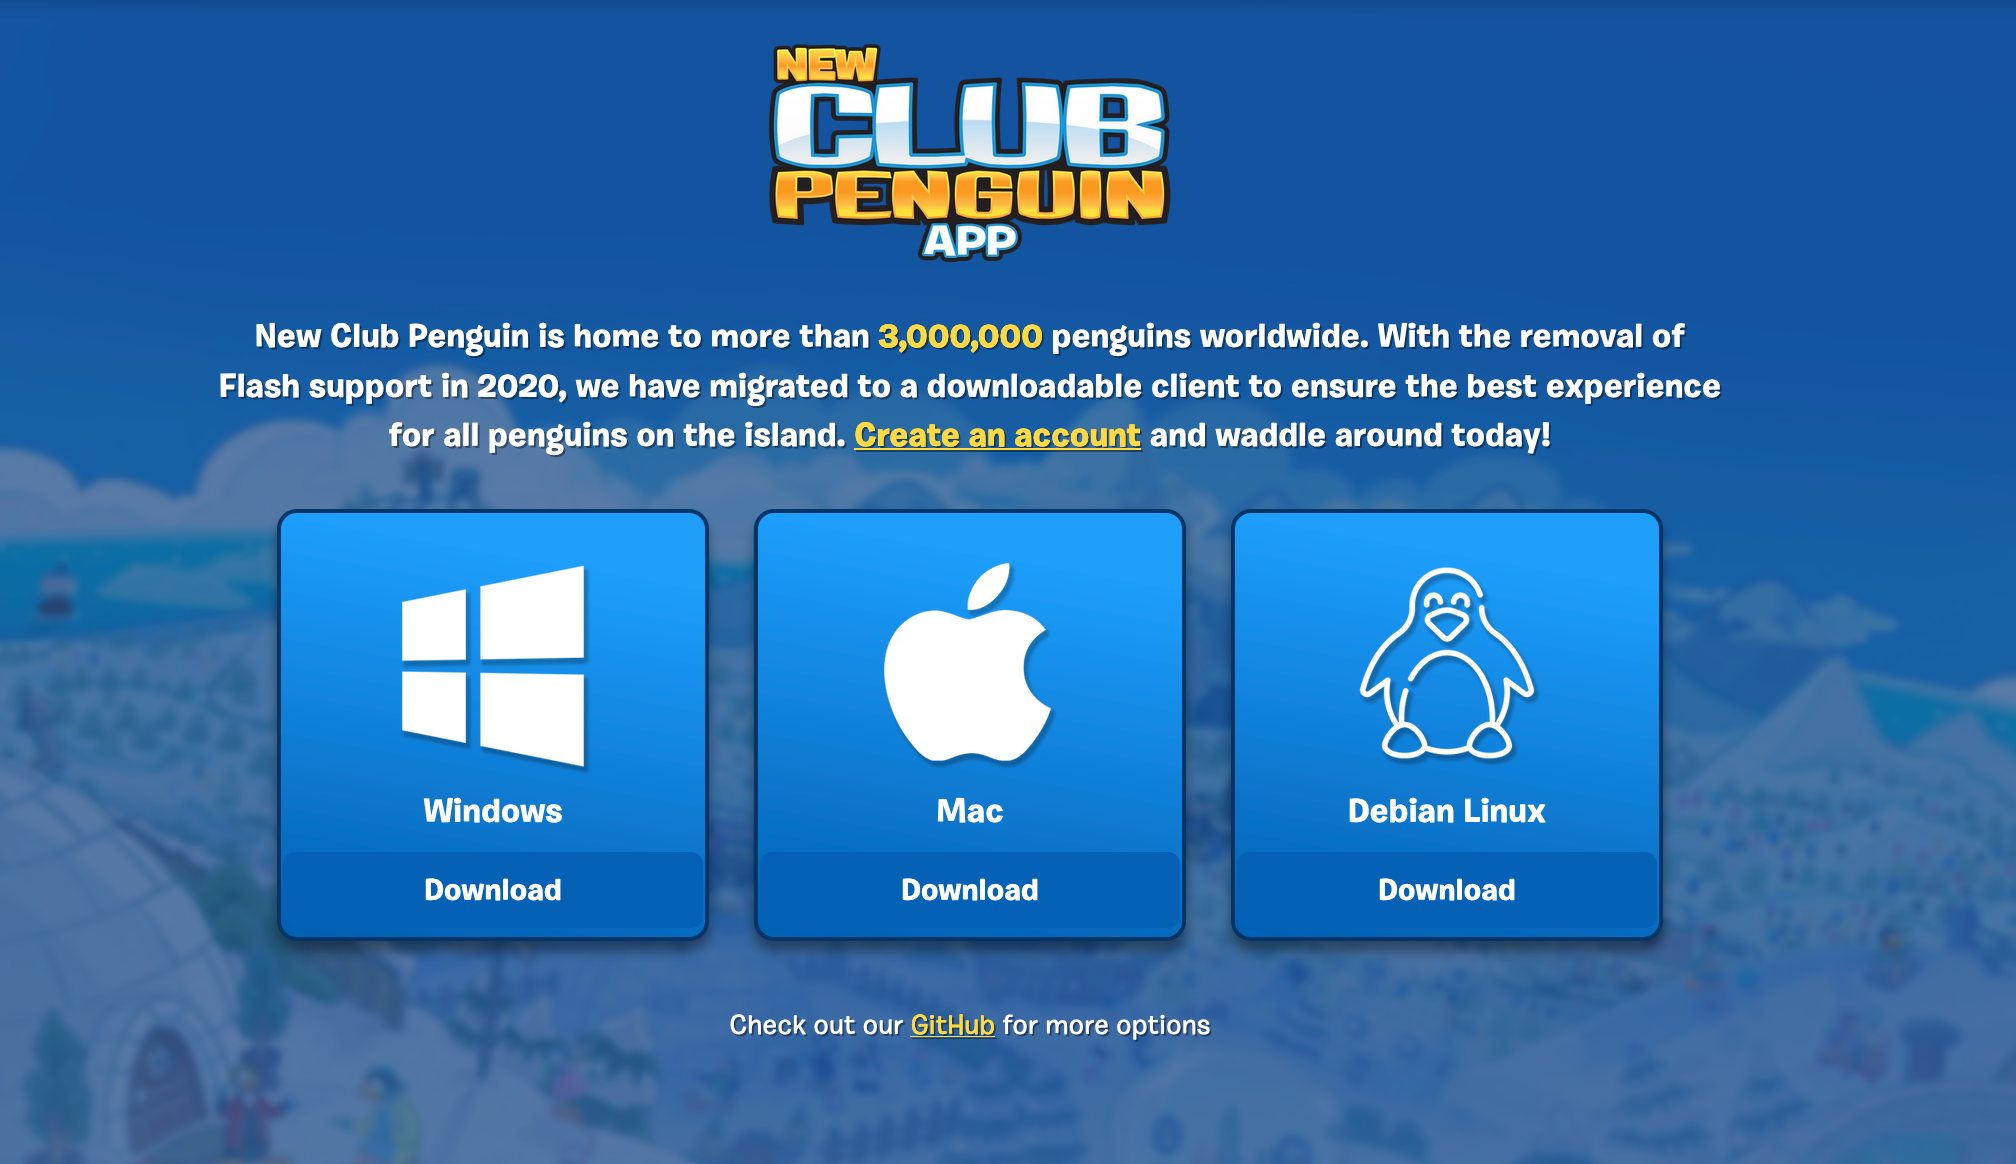 NEW
CLUB
PENGUIN
APP
New Club Penguin is home to more than 3,000,000 penguins worldwide. With the removal of
Flash support in 2020, we have migrated to a downloadable client to ensure the best experience
for all penguins on the island. Create an account and waddle around today!
Windows
Download
Mac
Download
Debian Linux
Download
Check out our GitHub for more options